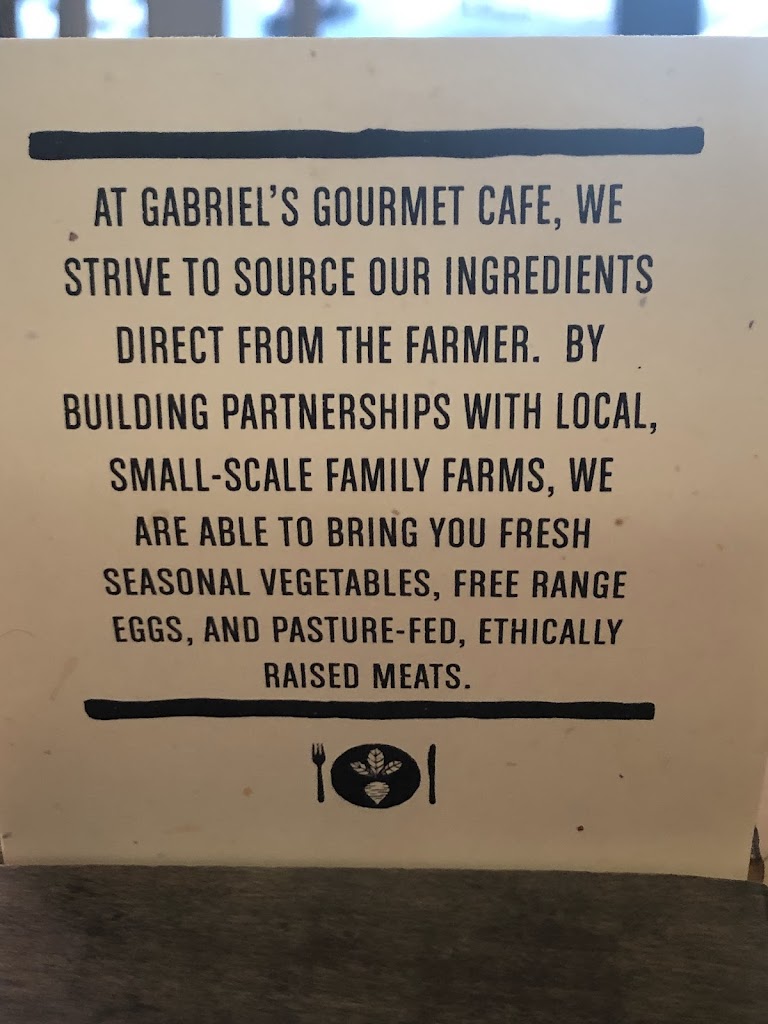 AT GABRIEL'S GOURMET CAFE, WE
STRIVE TO SOURCE OUR INGREDIENTS
DIRECT FROM THE FARMER. BY
BUILDING PARTNERSHIPS WITH LOCAL,
SMALL-SCALE FAMILY FARMS, WE
ARE ABLE TO BRING YOU FRESH
SEASONAL VEGETABLES, FREE RANGE
EGGS, AND PASTURE-FED, ETHICALLY
RAISED MEATS.